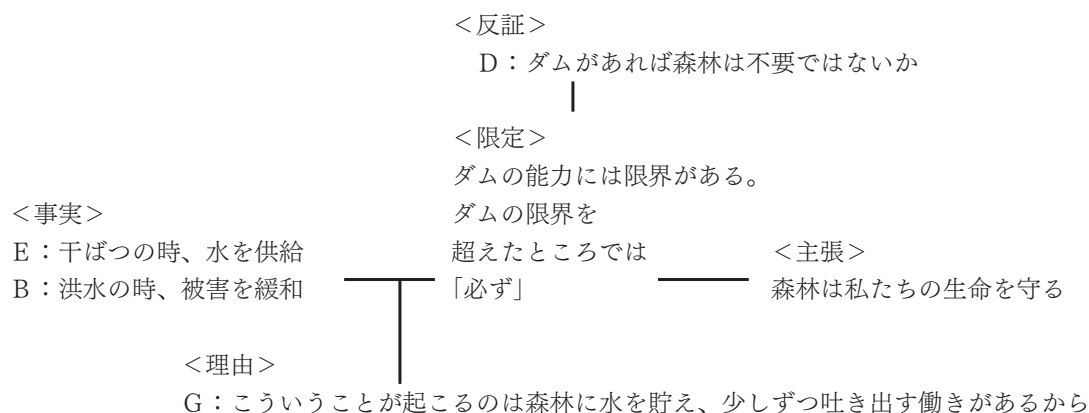 ＜反証＞
D：ダムがあれば森林は不要ではないか
＜限定＞
ダムの能力には限界がある。
ダムの限界を
超えたところでは
「必ず」
＜事実＞
E：干ばつの時、水を供給
B：洪水の時、被害を緩和
＜主張＞
森林は私たちの生命を守る
＜理由＞
G：こういうことが起こるのは森林に水を貯え、少しずつ吐き出す働きがあるから